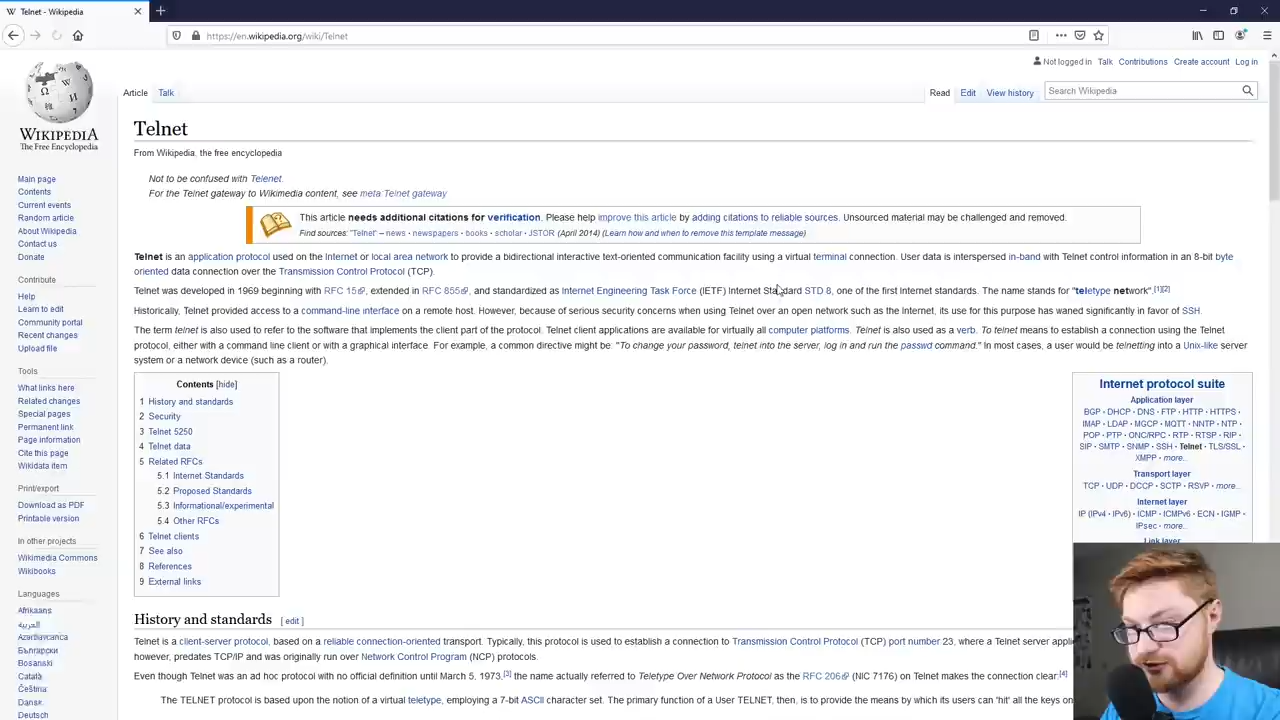 Telnet - Wikipedia
https://en.wikipedia.org/wiki/Telnet
Not logged in Talk Contributions Create account Log in
Article Talk Read Edit View history Search Wikipedia
WIKIPEDIA
The Free Encyclopedia
Main page
Contents
Current events
Random article
About Wikipedia
Contact us
Donate
Contribute
Help
Learn to edit
Community portal
Recent changes
Upload file
Tools
What links here
Related changes
Special pages
Permanent link
Page information
Cite this page
Wikidata item
Print/export
Download as PDF
Printable version
In other projects
Wikimedia Commons
Wikibooks
Languages
Afrikaans
العربية
Azərbaycanca
Български
Bosanski
Català
Čeština
Dansk
Deutsch
Telnet
From Wikipedia, the free encyclopedia
Not to be confused with Telenet.
For the Telnet gateway to Wikimedia content, see meta Telnet gateway
This article needs additional citations for verification. Please help improve this article by adding citations to reliable sources. Unsourced material may be challenged and removed.
Find sources: "Telnet" – news · newspapers · books · scholar · JSTOR (April 2014) (Learn how and when to remove this template message)
Telnet is an application protocol used on the Internet or local area network to provide a bidirectional interactive text-oriented communication facility using a virtual terminal connection. User data is interspersed in-band with Telnet control information in an 8-bit byte
oriented data connection over the Transmission Control Protocol (TCP).
Telnet was developed in 1969 beginning with RFC 15, extended in RFC 855, and standardized as Internet Engineering Task Force (IETF) Internet Standard STD 8, one of the first Internet standards. The name stands for "teletype network".[1][2]
Historically, Telnet provided access to a command-line interface on a remote host. However, because of serious security concerns when using Telnet over an open network such as the Internet, its use for this purpose has waned significantly in favor of SSH.
The term telnet is also used to refer to the software that implements the client part of the protocol. Telnet client applications are available for virtually all computer platforms. Telnet is also used as a verb. To telnet means to establish a connection using the Telnet
protocol, either with a command line client or with a graphical interface. For example, a common directive might be: "To change your password, telnet into the server, log in and run the passwd command." In most cases, a user would be telnetting into a Unix-like server
system or a network device (such as a router).
Contents [hide]
1 History and standards
2 Security
3 Telnet 5250
4 Telnet data
5 Related RFCs
5.1 Internet Standards
5.2 Proposed Standards
5.3 Informational/experimental
5.4 Other RFCs
6 Telnet clients
7 See also
8 References
9 External links
Internet protocol suite
Application layer
BGP · DHCP · DNS · FTP · HTTP · HTTPS ·
IMAP · LDAP · MGCP · MQTT · NNTP · NTP ·
POP · PTP · ONC/RPC · RTP · RTSP · RIP ·
SIP · SMTP · SNMP · SSH · Telnet · TLS/SSL ·
XMPP · more...
Transport layer
TCP · UDP · DCCP · SCTP · RSVP · more...
Internet layer
IP (IPv4 · IPv6) · ICMP · ICMPv6 · ECN · IGMP ·
IPsec · more...
Link layer
History and standards [ edit ]
Telnet is a client-server protocol, based on a reliable connection-oriented transport. Typically, this protocol is used to establish a connection to Transmission Control Protocol (TCP) port number 23, where a Telnet server appli
however, predates TCP/IP and was originally run over Network Control Program (NCP) protocols.
Even though Telnet was an ad hoc protocol with no official definition until March 5, 1973,[3] the name actually referred to Teletype Over Network Protocol as the RFC 206 (NIC 7176) on Telnet makes the connection clear:[4]
The TELNET protocol is based upon the notion of a virtual teletype, employing a 7-bit ASCII character set. The primary function of a User TELNET, then, is to provide the means by which its users can 'hit' all the keys on